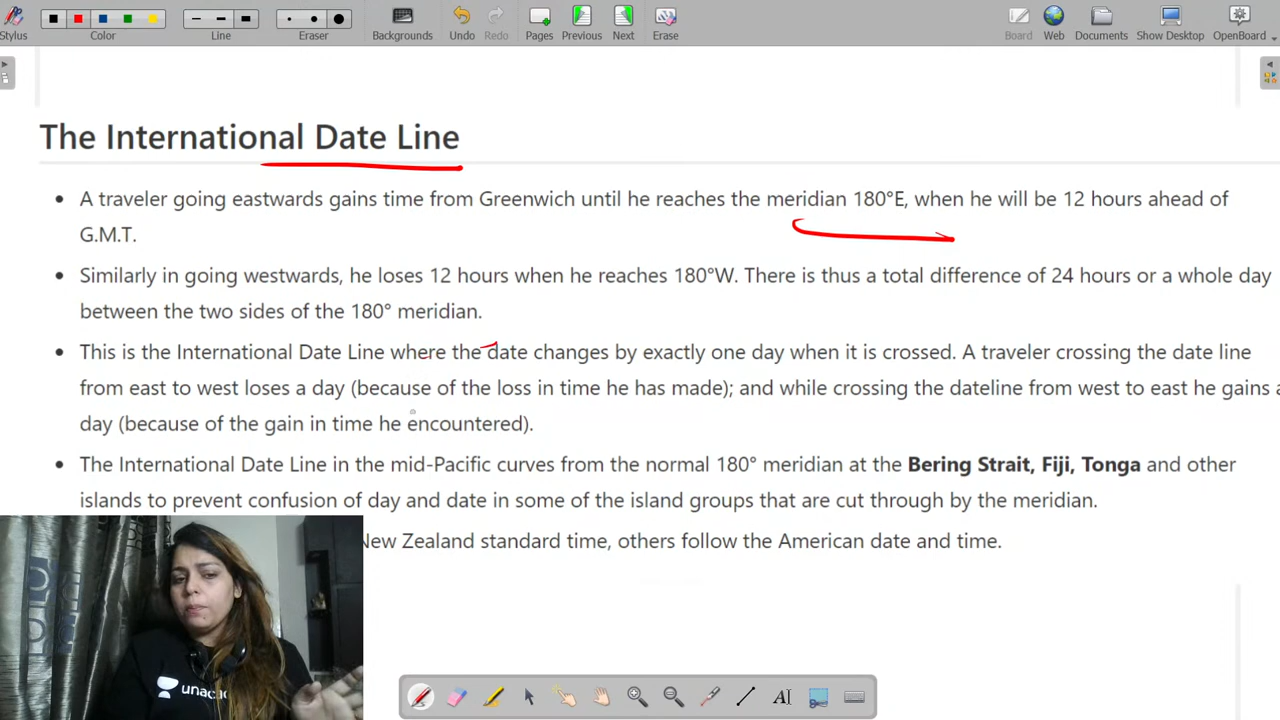 Stylus
Color
Line
Eraser
Backgrounds
Undo
Redo
Pages
Previous
Next
Erase
Board
Web
Documents
Show Desktop
OpenBoard
The International Date Line
A traveler going eastwards gains time from Greenwich until he reaches the meridian 180°E, when he will be 12 hours ahead of
G.M.T.
Similarly in going westwards, he loses 12 hours when he reaches 180°W. There is thus a total difference of 24 hours or a whole day
between the two sides of the 180° meridian.
This is the International Date Line where the date changes by exactly one day when it is crossed. A traveler crossing the date line
from east to west loses a day (because of the loss in time he has made); and while crossing the dateline from west to east he gains a
day (because of the gain in time he encountered).
The International Date Line in the mid-Pacific curves from the normal 180° meridian at the Bering Strait, Fiji, Tonga and other
islands to prevent confusion of day and date in some of the island groups that are cut through by the meridian.
New Zealand standard time, others follow the American date and time.
AI